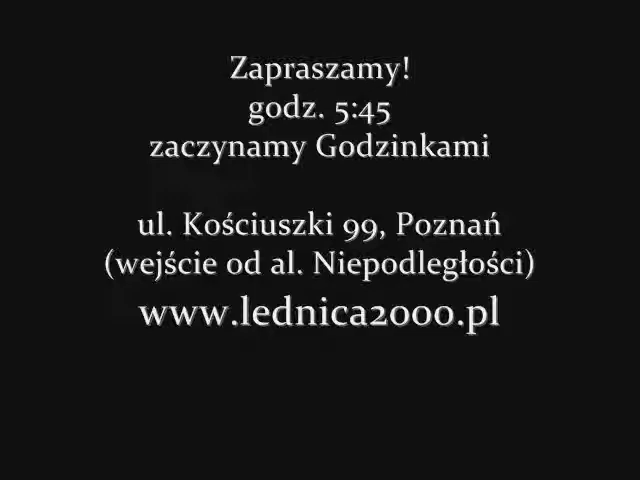 Zapraszamy!
godz. 5:45
zaczynamy Godzinkami
ul. Kościuszki 99, Poznań
(wejście od al. Niepodległości)
www.lednica2000.pl